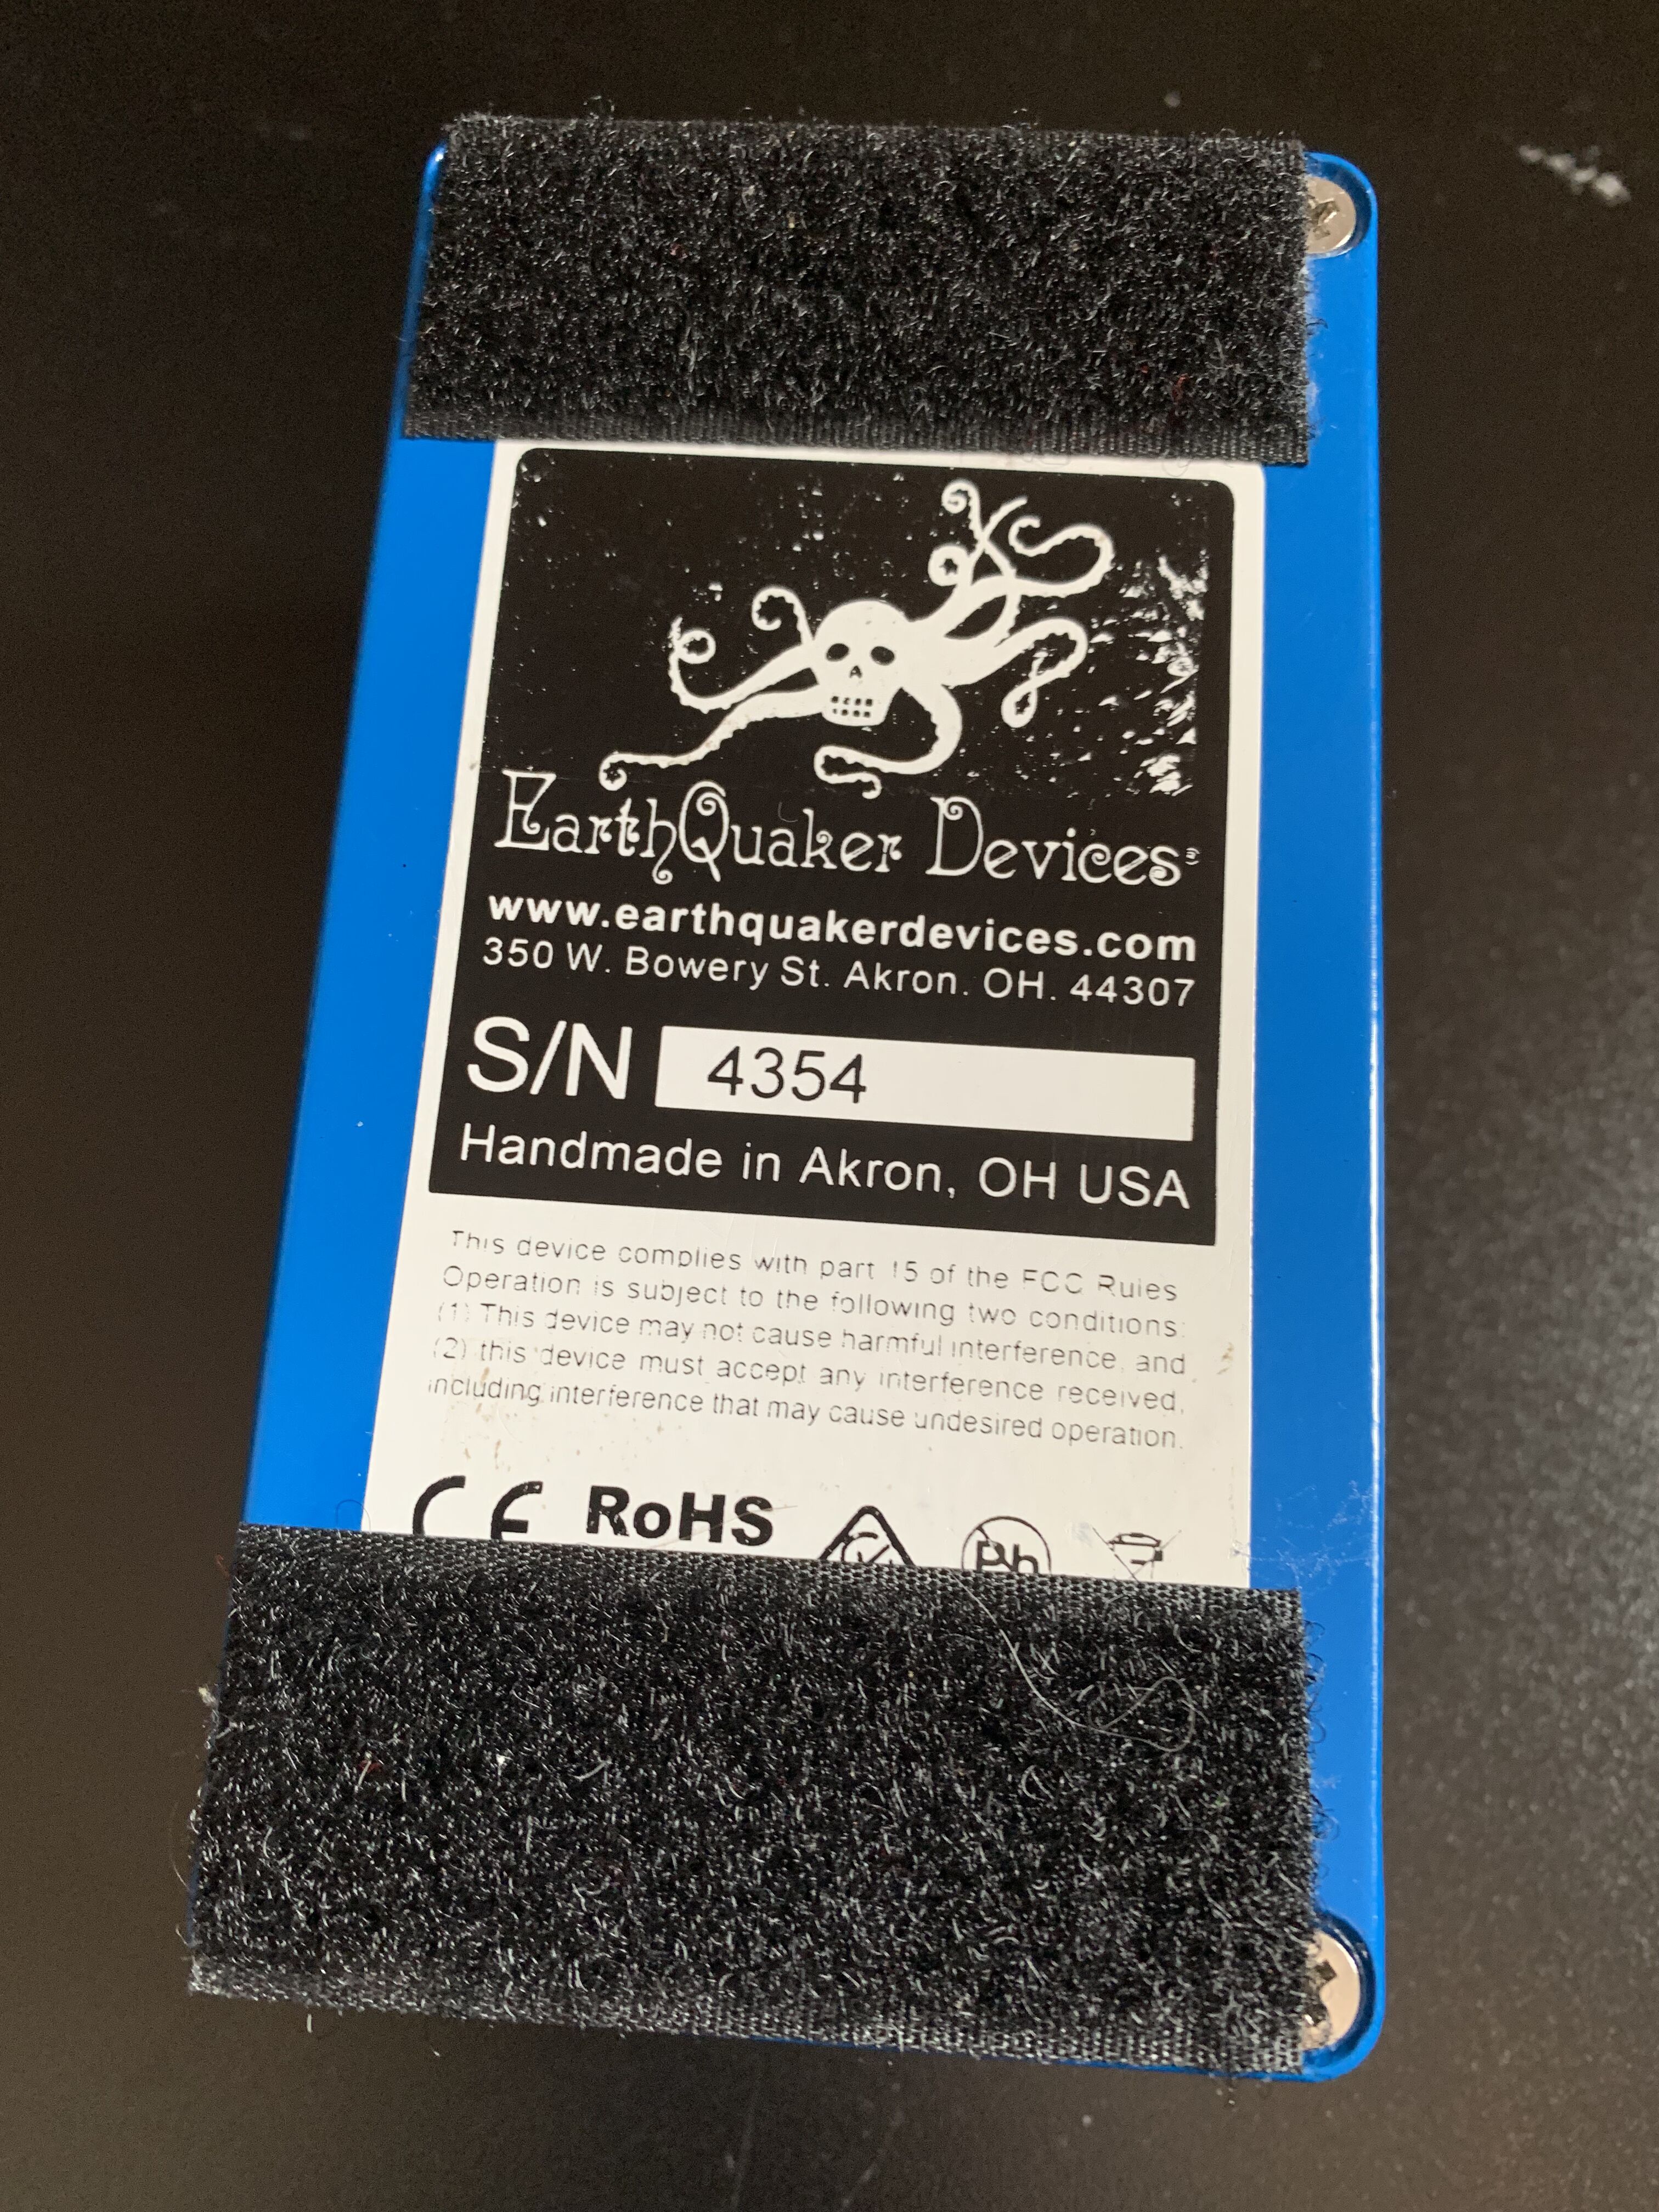 EarthQuaker Devices®
www.earthquakerdevices.com
350 W. Bowery St. Akron. OH. 44307
S/N 4354
Handmade in Akron, OH USA
This device complies with part 15 of the FCC Rules
Operation is subject to the following two conditions:
(1) This device may not cause harmful interference, and
(2) this device must accept any interference received,
including interference that may cause undesired operation.
CE RoHS Pb